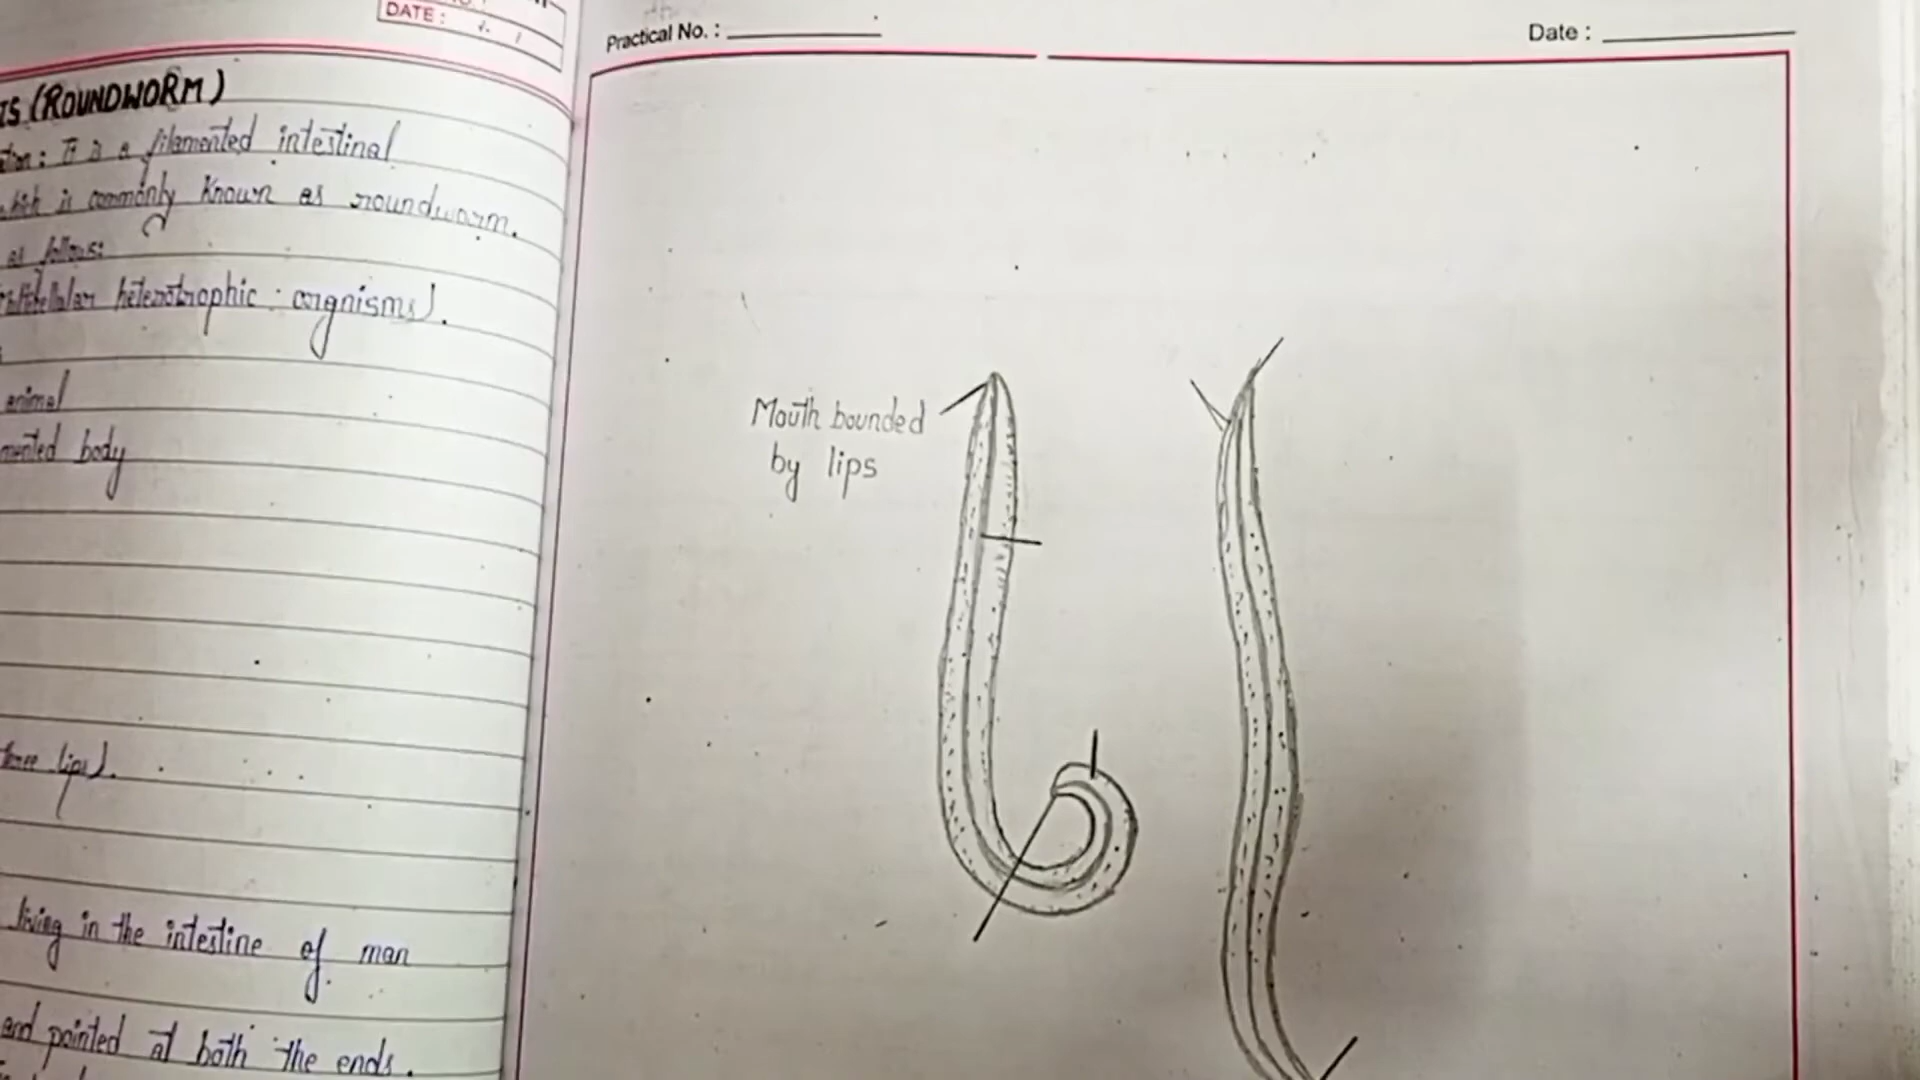 DATE :
(ROUNDWORM)
: It is a filamented intestinal
which is commonly known as roundworm.
as follows:
heterotrophic orgnisms).
animal
mented body
three lips).
living in the intestine of man
and pointed at both the ends.
Practical No. :
Date :
Mouth bounded
by lips